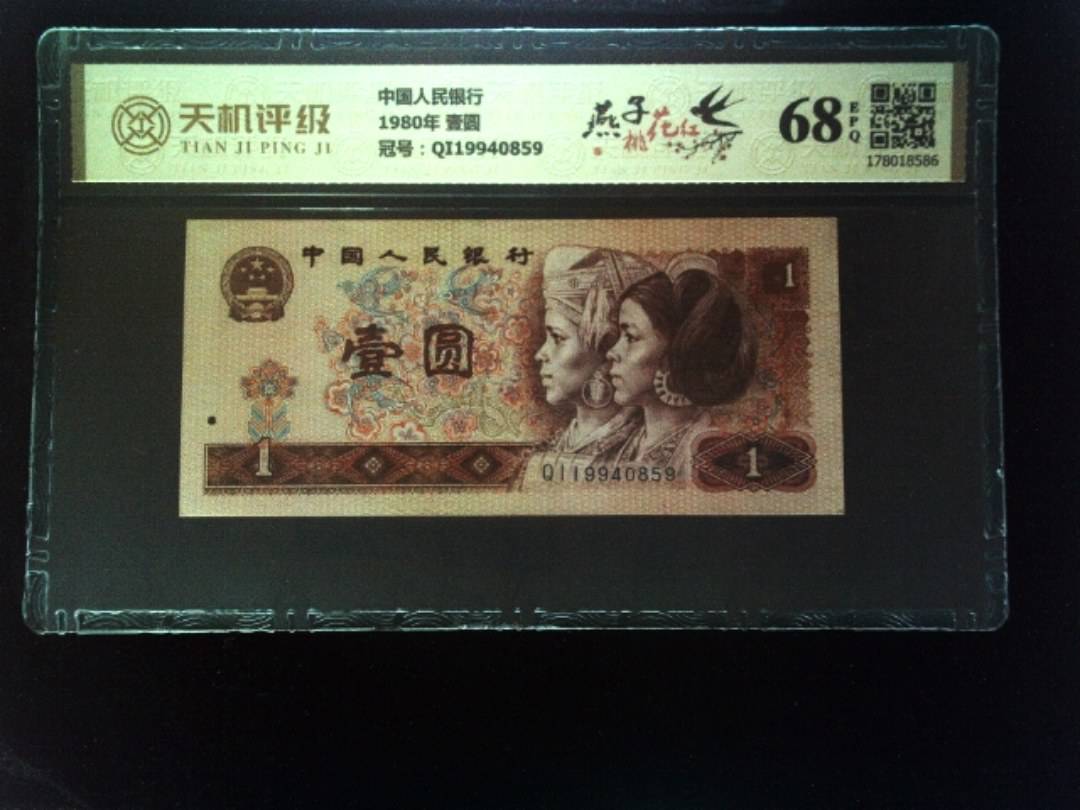 天机评级
TIAN JI PING JI
中国人民银行
1980年 壹圆
冠号：QI19940859
燕子
桃花红
68
EPQ
178018586
中国人民银行
1
壹圆
1
QI19940859
1